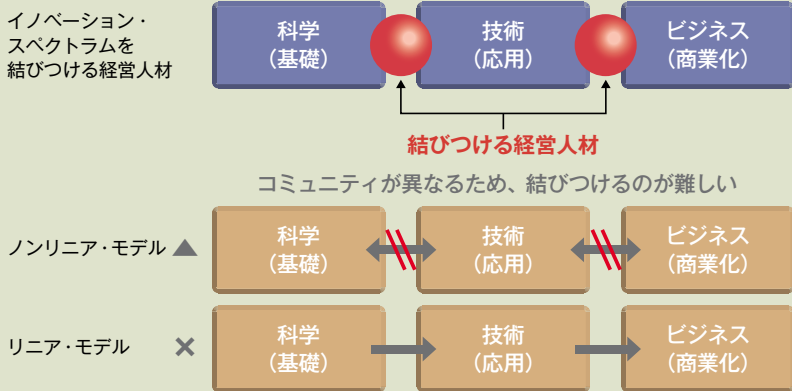 イノベーション・
スペクトラムを
結びつける経営人材
科学
（基礎）
技術
（応用）
ビジネス
（商業化）
結びつける経営人材
コミュニティが異なるため、結びつけるのが難しい
ノンリニア・モデル ▲
科学
（基礎）
技術
（応用）
ビジネス
（商業化）
リニア・モデル ×
科学
（基礎）
技術
（応用）
ビジネス
（商業化）